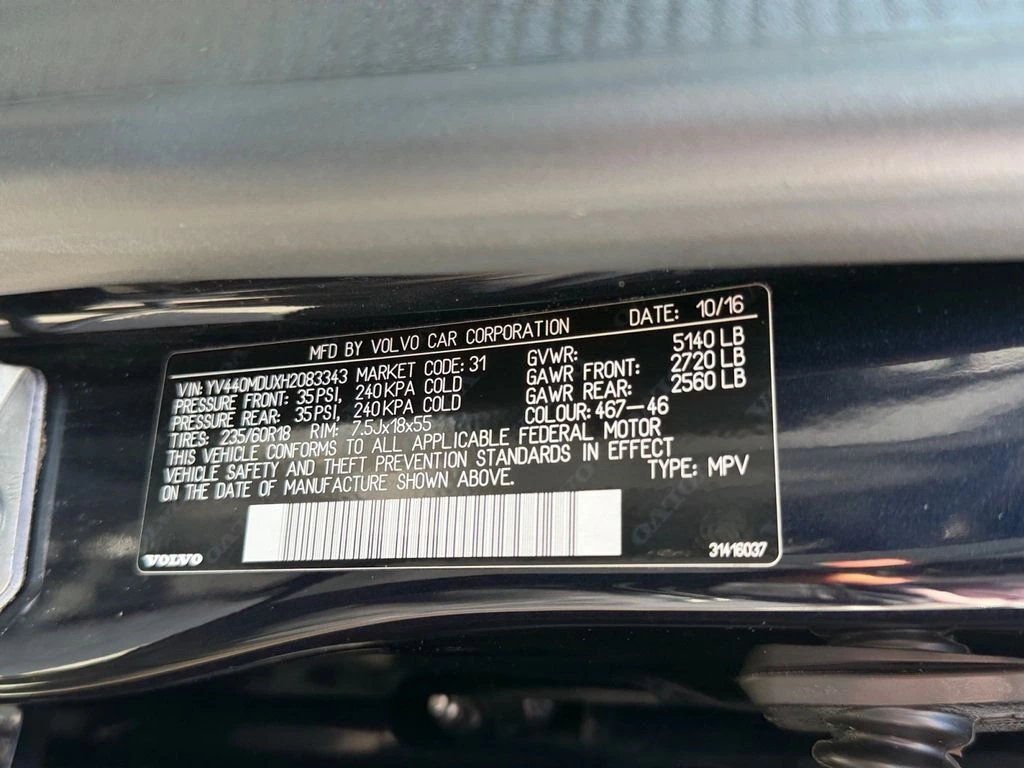 MFD BY VOLVO CAR CORPORATION DATE: 10/16
VIN: YV440MDUXH2083343 MARKET CODE: 31 GVWR: 5140 LB
PRESSURE FRONT: 35PSI, 240KPA COLD GAWR FRONT: 2720 LB
PRESSURE REAR: 35PSI, 240KPA COLD GAWR REAR: 2560 LB
TIRES: 235/60R18 RIM: 7.5Jx18x55 COLOUR: 467-46
THIS VEHICLE CONFORMS TO ALL APPLICABLE FEDERAL MOTOR
VEHICLE SAFETY AND THEFT PREVENTION STANDARDS IN EFFECT
ON THE DATE OF MANUFACTURE SHOWN ABOVE. TYPE: MPV
VOLVO 31416037